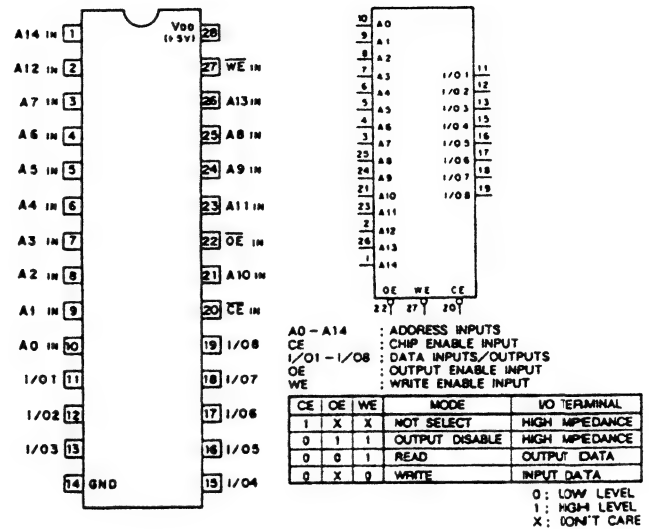 A14 IN 1
A12 IN 2
A7 IN 3
A6 IN 4
A5 IN 5
A4 IN 6
A3 IN 7
A2 IN 8
A1 IN 9
A0 IN 10
I/O1 11
I/O2 12
I/O3 13
14 GND
VDD (+5V) 28
27 WE IN
26 A13 IN
25 A8 IN
24 A9 IN
23 A11 IN
22 OE IN
21 A10 IN
20 CE IN
19 I/O8
18 I/O7
17 I/O6
16 I/O5
15 I/O4
10 A0
9 A1
8 A2
7 A3
6 A4
5 A5
4 A6
3 A7
25 A8
24 A9
21 A10
23 A11
2 A12
26 A13
1 A14
I/O1 11
I/O2 12
I/O3 13
I/O4 15
I/O5 16
I/O6 17
I/O7 18
I/O8 19
OE WE CE
22 27 20
A0-A14 : ADDRESS INPUTS
CE : CHIP ENABLE INPUT
I/O1-I/O8 : DATA INPUTS/OUTPUTS
OE : OUTPUT ENABLE INPUT
WE : WRITE ENABLE INPUT
CE OE WE MODE I/O TERMINAL
1 X X NOT SELECT HIGH MPEDANCE
0 1 1 OUTPUT DISABLE HIGH MPEDANCE
0 0 1 READ OUTPUT DATA
0 X 0 WRITE INPUT DATA
0 ; LOW LEVEL
1 ; HIGH LEVEL
X ; DON'T CARE